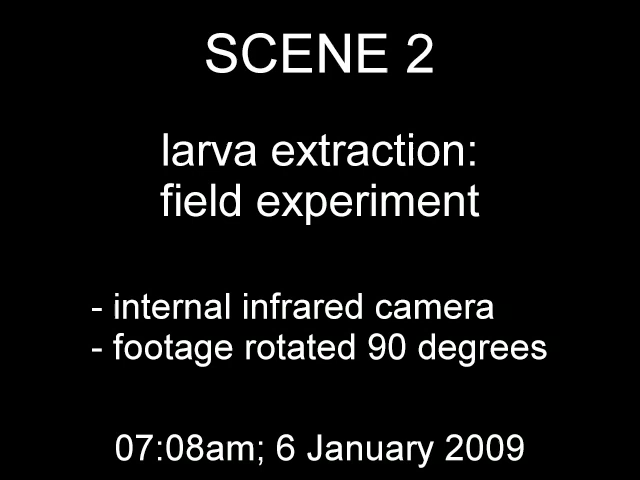 SCENE 2
larva extraction:
field experiment
- internal infrared camera
- footage rotated 90 degrees
07:08am; 6 January 2009